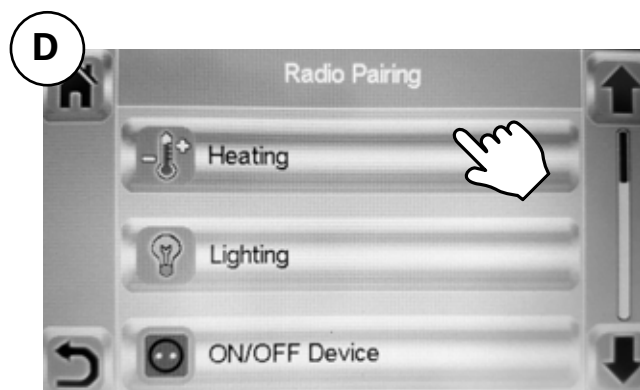 D
Radio Pairing
Heating
Lighting
ON/OFF Device